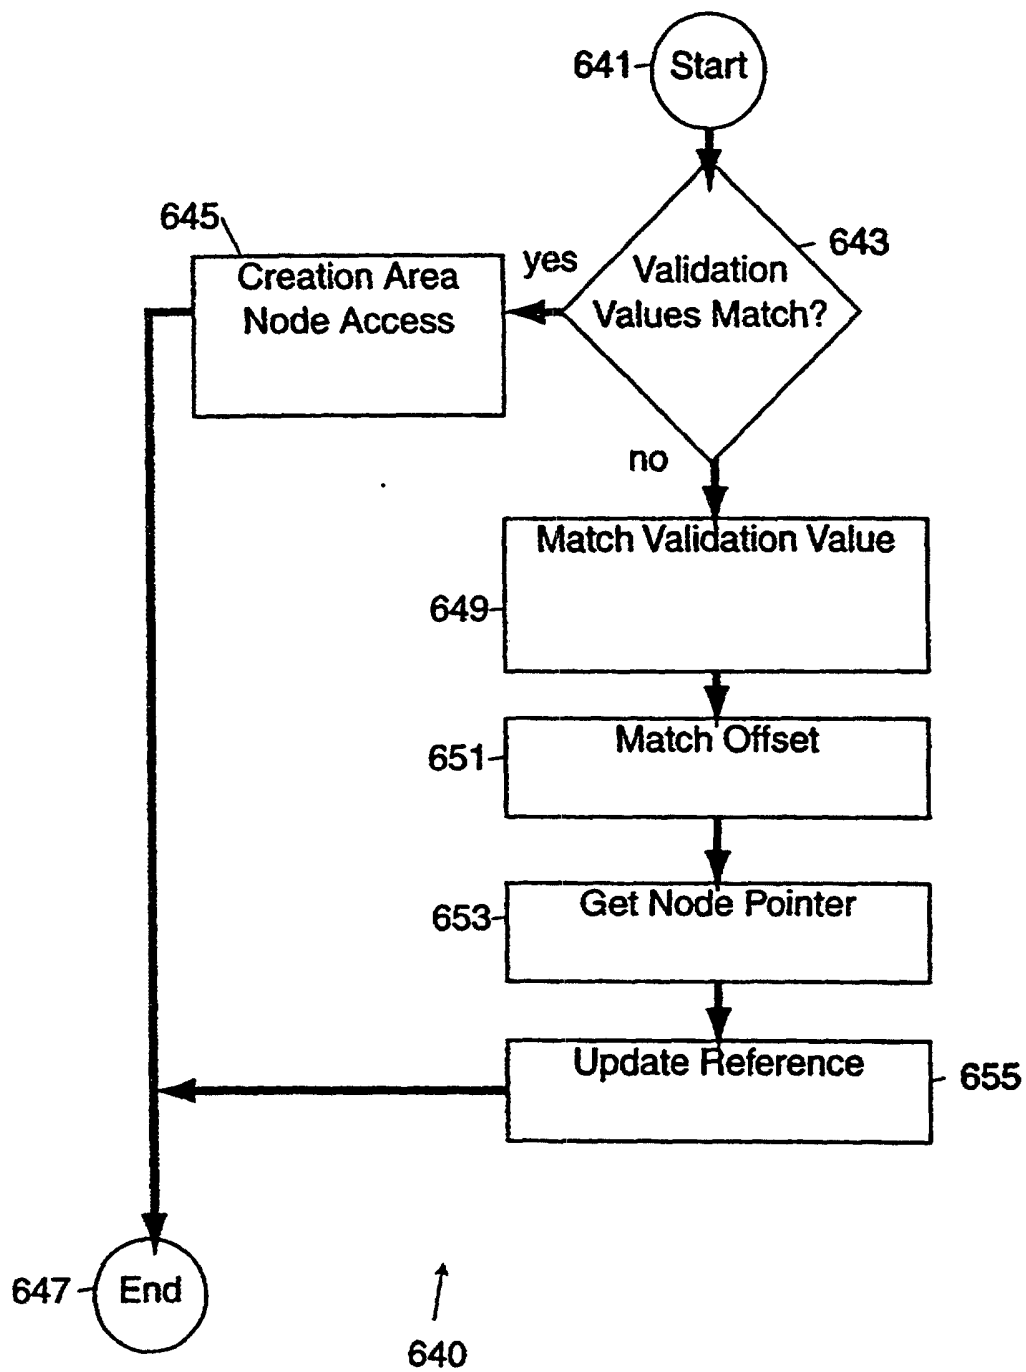 641
Start
645
643
yes
Creation Area
Node Access
Validation
Values Match?
no
Match Validation Value
649
Match Offset
651
Get Node Pointer
653
Update Reference
655
647
End
640